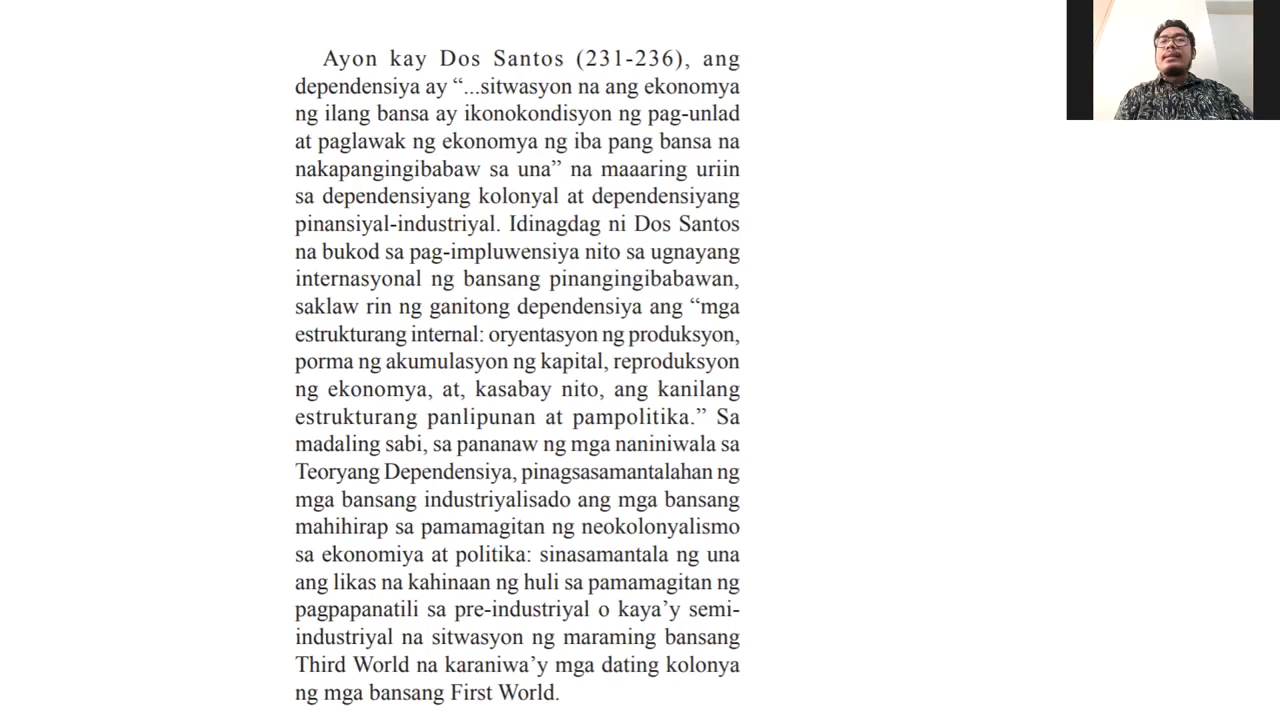 Ayon kay Dos Santos (231-236), ang
dependensiya ay “...sitwasyon na ang ekonomya
ng ilang bansa ay ikonokondisyon ng pag-unlad
at paglawak ng ekonomya ng iba pang bansa na
nakapangingibabaw sa una” na maaaring uriin
sa dependensiyang kolonyal at dependensiyang
pinansiyal-industriyal. Idinagdag ni Dos Santos
na bukod sa pag-impluwensiya nito sa ugnayang
internasyonal ng bansang pinangingibabawan,
saklaw rin ng ganitong dependensiya ang “mga
estrukturang internal: oryentasyon ng produksyon,
porma ng akumulasyon ng kapital, reproduksyon
ng ekonomya, at, kasabay nito, ang kanilang
estrukturang panlipunan at pampolitika.” Sa
madaling sabi, sa pananaw ng mga naniniwala sa
Teoryang Dependensiya, pinagsasamantalahan ng
mga bansang industriyalisado ang mga bansang
mahihirap sa pamamagitan ng neokolonyalismo
sa ekonomiya at politika: sinasamantala ng una
ang likas na kahinaan ng huli sa pamamagitan ng
pagpapanatili sa pre-industriyal o kaya’y semi-
industriyal na sitwasyon ng maraming bansang
Third World na karaniwa’y mga dating kolonya
ng mga bansang First World.